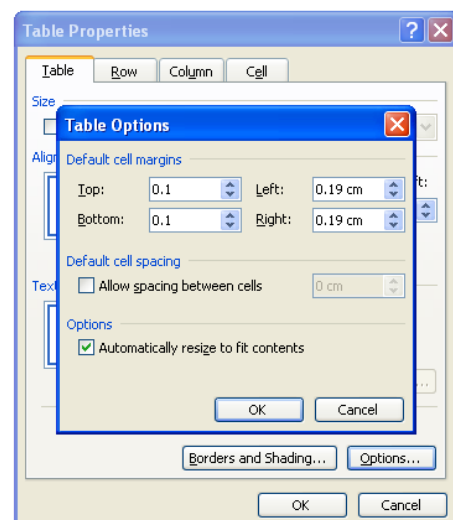 Table Properties
Table Row Column Cell
Size
Table Options
Align
Default cell margins
Top: 0.1 Left: 0.19 cm
Bottom: 0.1 Right: 0.19 cm
Default cell spacing
Text
Allow spacing between cells 0 cm
Options
Automatically resize to fit contents
OK Cancel
Borders and Shading... Options...
OK Cancel